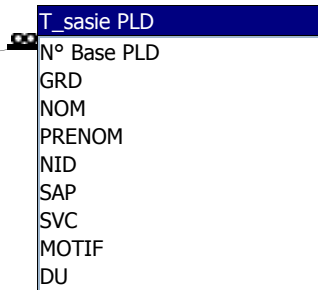 T_sasie PLD
N° Base PLD
GRD
NOM
PRENOM
NID
SAP
SVC
MOTIF
DU